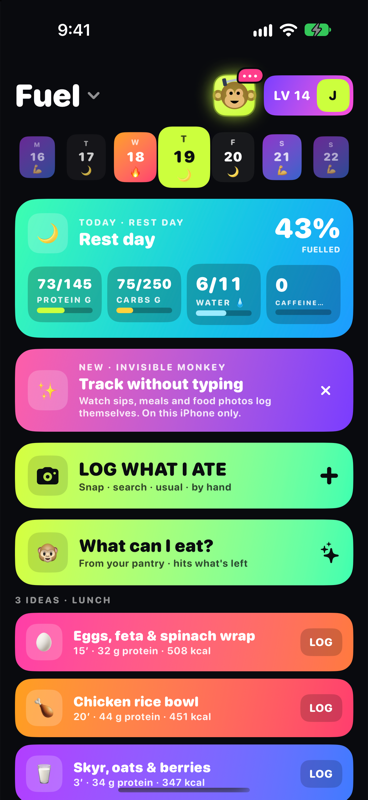 9:41
Fuel
LV 14 J
M T W T F S S
16 17 18 19 20 21 22
TODAY · REST DAY
Rest day
43%
FUELLED
73/145
PROTEIN G
75/250
CARBS G
6/11
WATER
0
CAFFEINE…
NEW · INVISIBLE MONKEY
Track without typing
Watch sips, meals and food photos log
themselves. On this iPhone only.
LOG WHAT I ATE
Snap · search · usual · by hand
What can I eat?
From your pantry · hits what's left
3 IDEAS · LUNCH
Eggs, feta & spinach wrap
15′ · 32 g protein · 508 kcal
LOG
Chicken rice bowl
20′ · 44 g protein · 451 kcal
LOG
Skyr, oats & berries
3′ · 34 g protein · 347 kcal
LOG